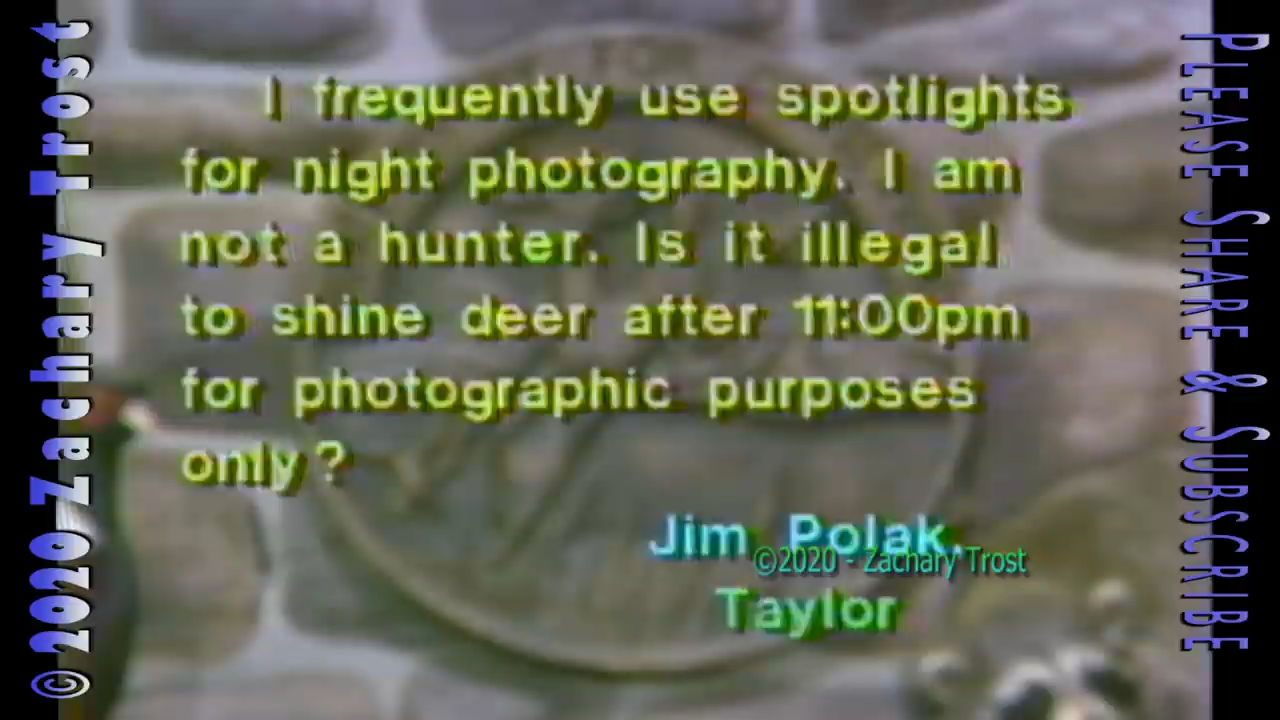 I frequently use spotlights
for night photography. I am
not a hunter. Is it illegal
to shine deer after 11:00pm
for photographic purposes
only?
Jim Polak,
Taylor
©2020 - Zachary Trost
©2020 Zachary Trost
PLEASE SHARE & SUBSCRIBE